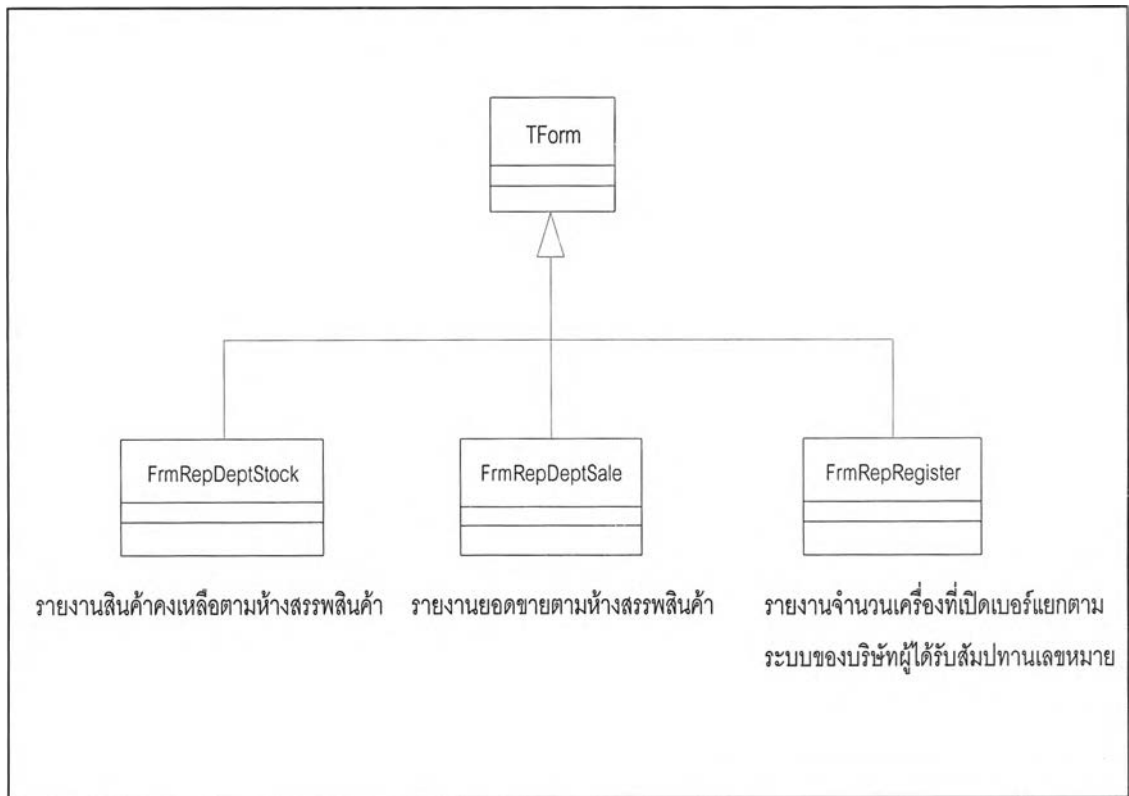 TForm
FrmRepDeptStock
FrmRepDeptSale
FrmRepRegister
รายงานสินค้าคงเหลือตามห้างสรรพสินค้า
รายงานยอดขายตามห้างสรรพสินค้า
รายงานจำนวนเครื่องที่เปิดเบอร์แยกตาม
ระบบของบริษัทผู้ได้รับสัมปทานเลขหมาย